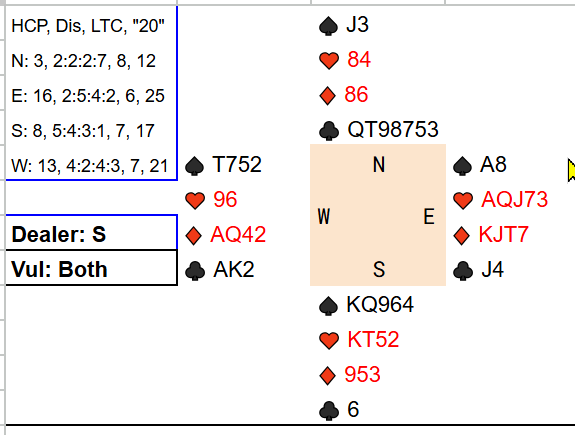 HCP, Dis, LTC, "20"
N: 3, 2:2:2:7, 8, 12
E: 16, 2:5:4:2, 6, 25
S: 8, 5:4:3:1, 7, 17
W: 13, 4:2:4:3, 7, 21
Dealer: S
Vul: Both
♠ J3
♥ 84
♦ 86
♣ QT98753
♠ T752
♥ 96
♦ AQ42
♣ AK2
N
W E
S
♠ A8
♥ AQJ73
♦ KJT7
♣ J4
♠ KQ964
♥ KT52
♦ 953
♣ 6